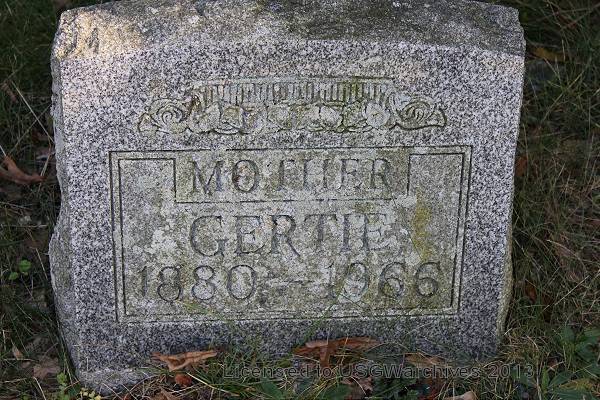 MOTHER
GERTIE
1880 - 1966
Licensed to USGWarchives 2013